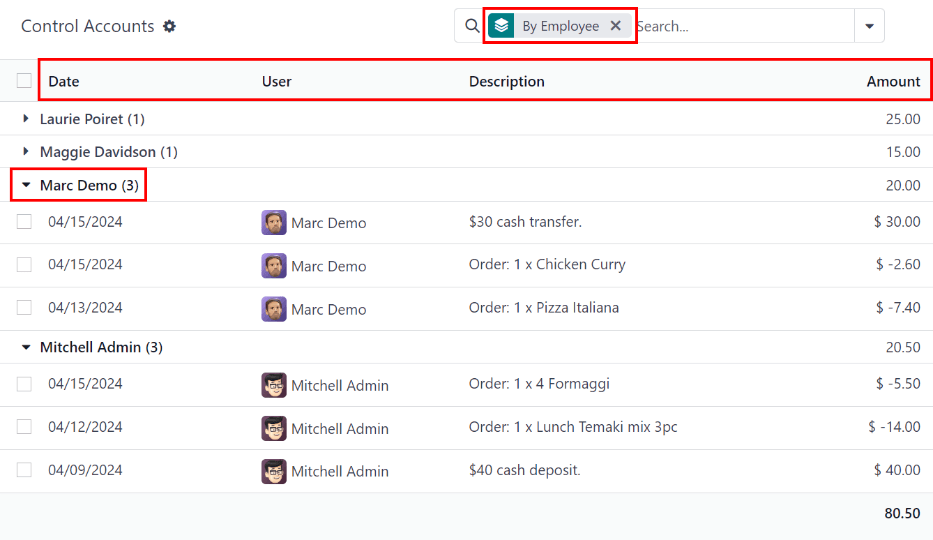 Control Accounts By Employee Search...
Date User Description Amount
Laurie Poiret (1) 25.00
Maggie Davidson (1) 15.00
Marc Demo (3) 20.00
04/15/2024 Marc Demo $30 cash transfer. $ 30.00
04/15/2024 Marc Demo Order: 1 x Chicken Curry $ -2.60
04/13/2024 Marc Demo Order: 1 x Pizza Italiana $ -7.40
Mitchell Admin (3) 20.50
04/15/2024 Mitchell Admin Order: 1 x 4 Formaggi $ -5.50
04/12/2024 Mitchell Admin Order: 1 x Lunch Temaki mix 3pc $ -14.00
04/09/2024 Mitchell Admin $40 cash deposit. $ 40.00
80.50